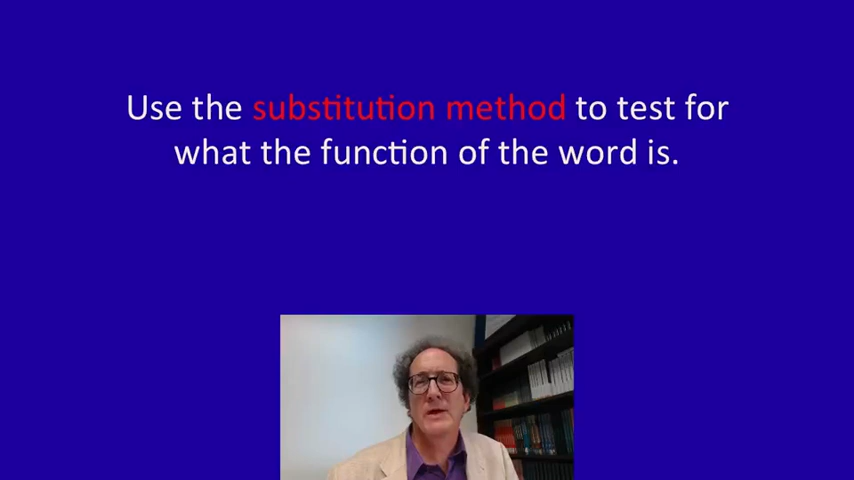 Use the substitution method to test for
what the function of the word is.